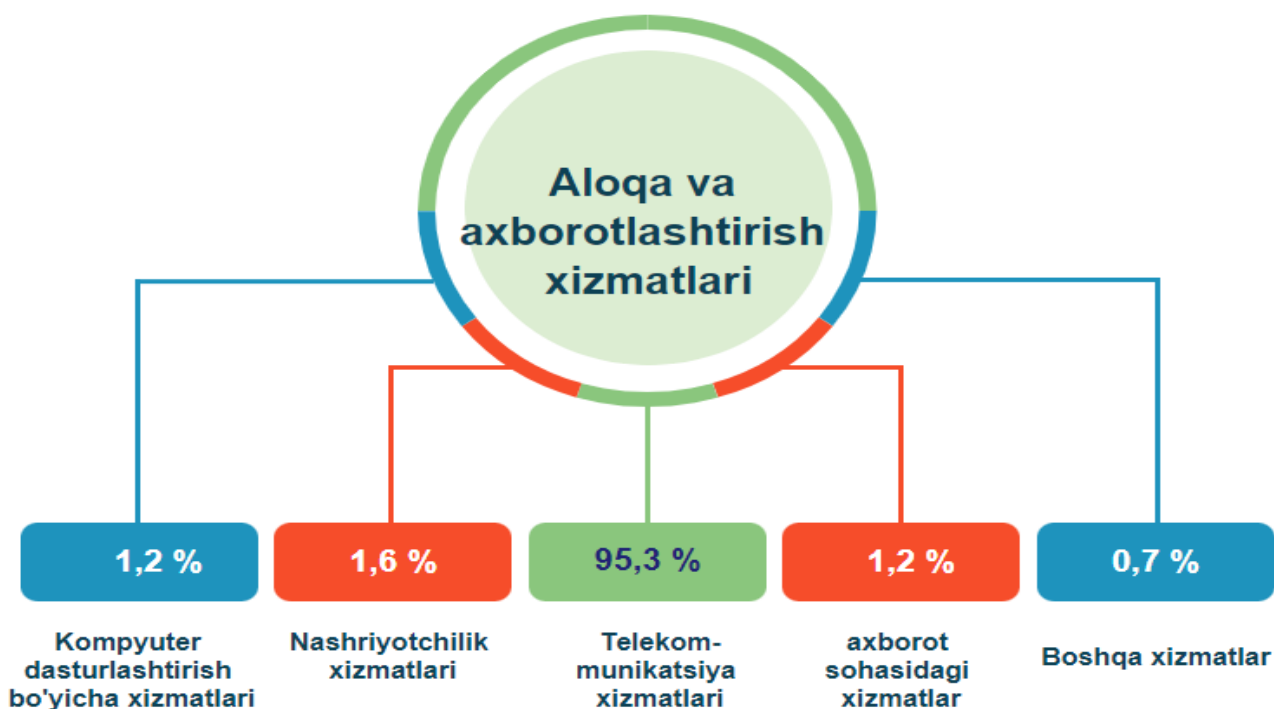 Aloqa va
axborotlashtirish
xizmatlari
1,2 %
1,6 %
95,3 %
1,2 %
0,7 %
Kompyuter
dasturlashtirish
bo'yicha xizmatlari
Nashriyotchilik
xizmatlari
Telekom-
munikatsiya
xizmatlari
axborot
sohasidagi
xizmatlar
Boshqa xizmatlar